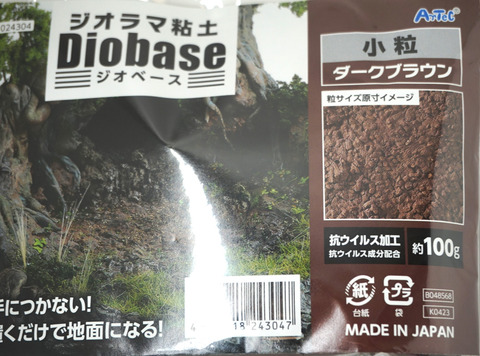 024304
ジオラマ粘土
Diobase
ジオベース
ArTeC®
小粒
ダークブラウン
粒サイズ原寸イメージ
抗ウイルス加工
抗ウイルス成分配合
約100g
手につかない!
置くだけで地面になる!
18 243047
紙
台紙
プラ
袋
B048568
K0423
MADE IN JAPAN